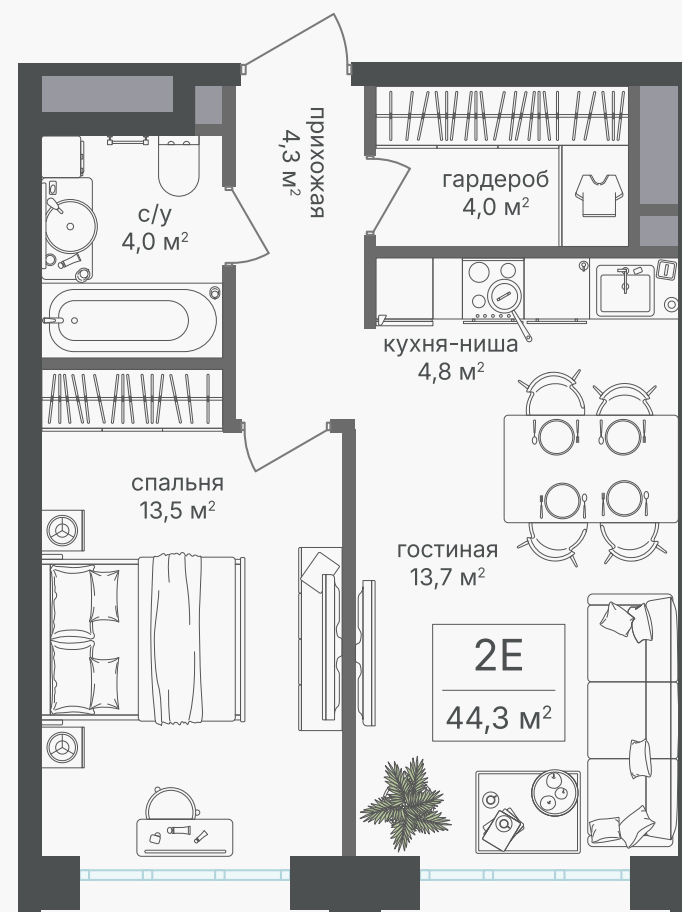 прихожая
4,3 м²
гардероб
4,0 м²
с/у
4,0 м²
кухня-ниша
4,8 м²
спальня
13,5 м²
гостиная
13,7 м²
2Е
44,3 м²